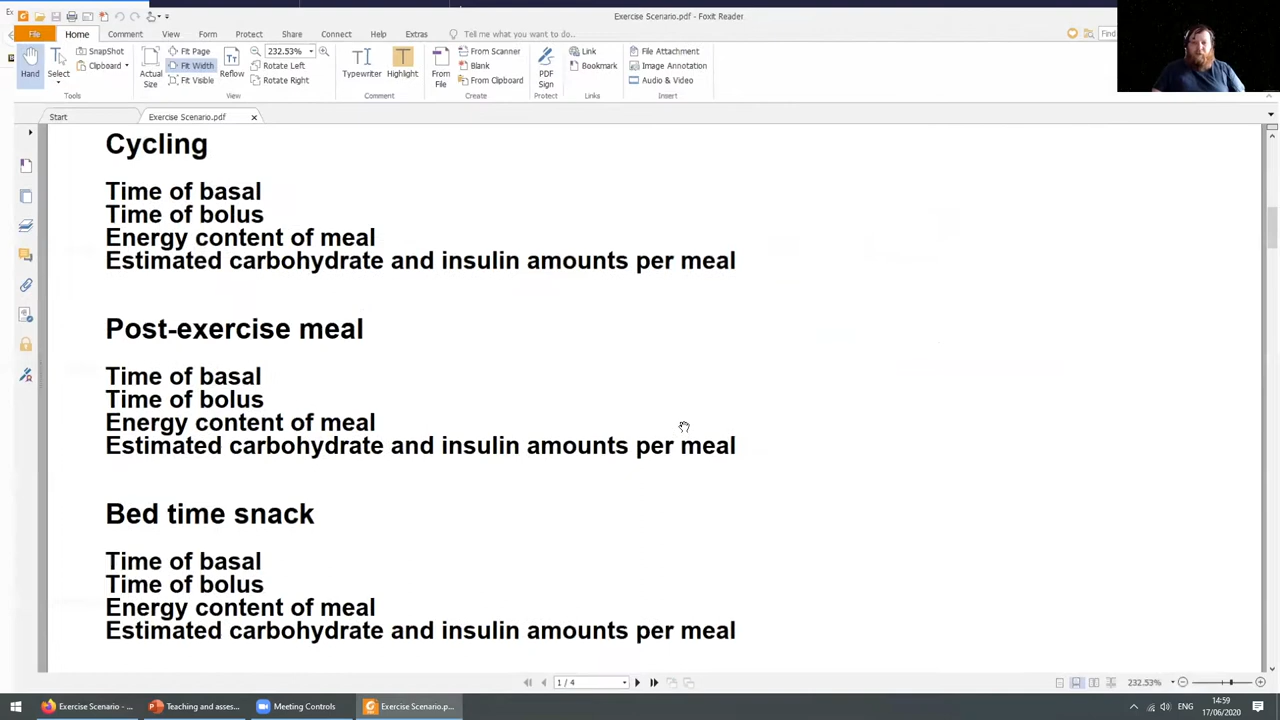 Exercise Scenario.pdf - Foxit Reader
File Home Comment View Form Protect Share Connect Help Extras Tell me what you want to do.. Find
Hand
Select
SnapShot
Clipboard
Tools
Actual Size
Fit Page
Fit Width
Fit Visible
Reflow
232.53%
Rotate Left
Rotate Right
View
Typewriter
Highlight
Comment
From File
From Scanner
Blank
From Clipboard
Create
PDF Sign
Protect
Link
Bookmark
Links
File Attachment
Image Annotation
Audio & Video
Insert
Start Exercise Scenario.pdf
Cycling
Time of basal
Time of bolus
Energy content of meal
Estimated carbohydrate and insulin amounts per meal
Post-exercise meal
Time of basal
Time of bolus
Energy content of meal
Estimated carbohydrate and insulin amounts per meal
Bed time snack
Time of basal
Time of bolus
Energy content of meal
Estimated carbohydrate and insulin amounts per meal
1 / 4 232.53%
Exercise Scenario - ... Teaching and asses... Meeting Controls Exercise Scenario.p... ENG 14:59
17/06/2020